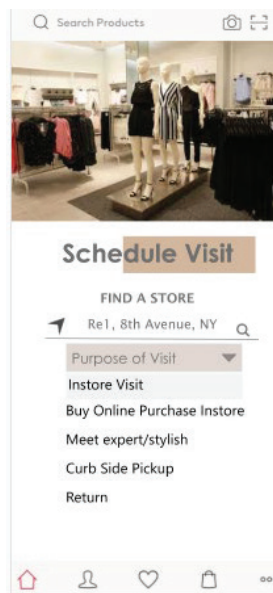 Search Products
Schedule Visit
FIND A STORE
Re1, 8th Avenue, NY
Purpose of Visit
Instore Visit
Buy Online Purchase Instore
Meet expert/stylish
Curb Side Pickup
Return